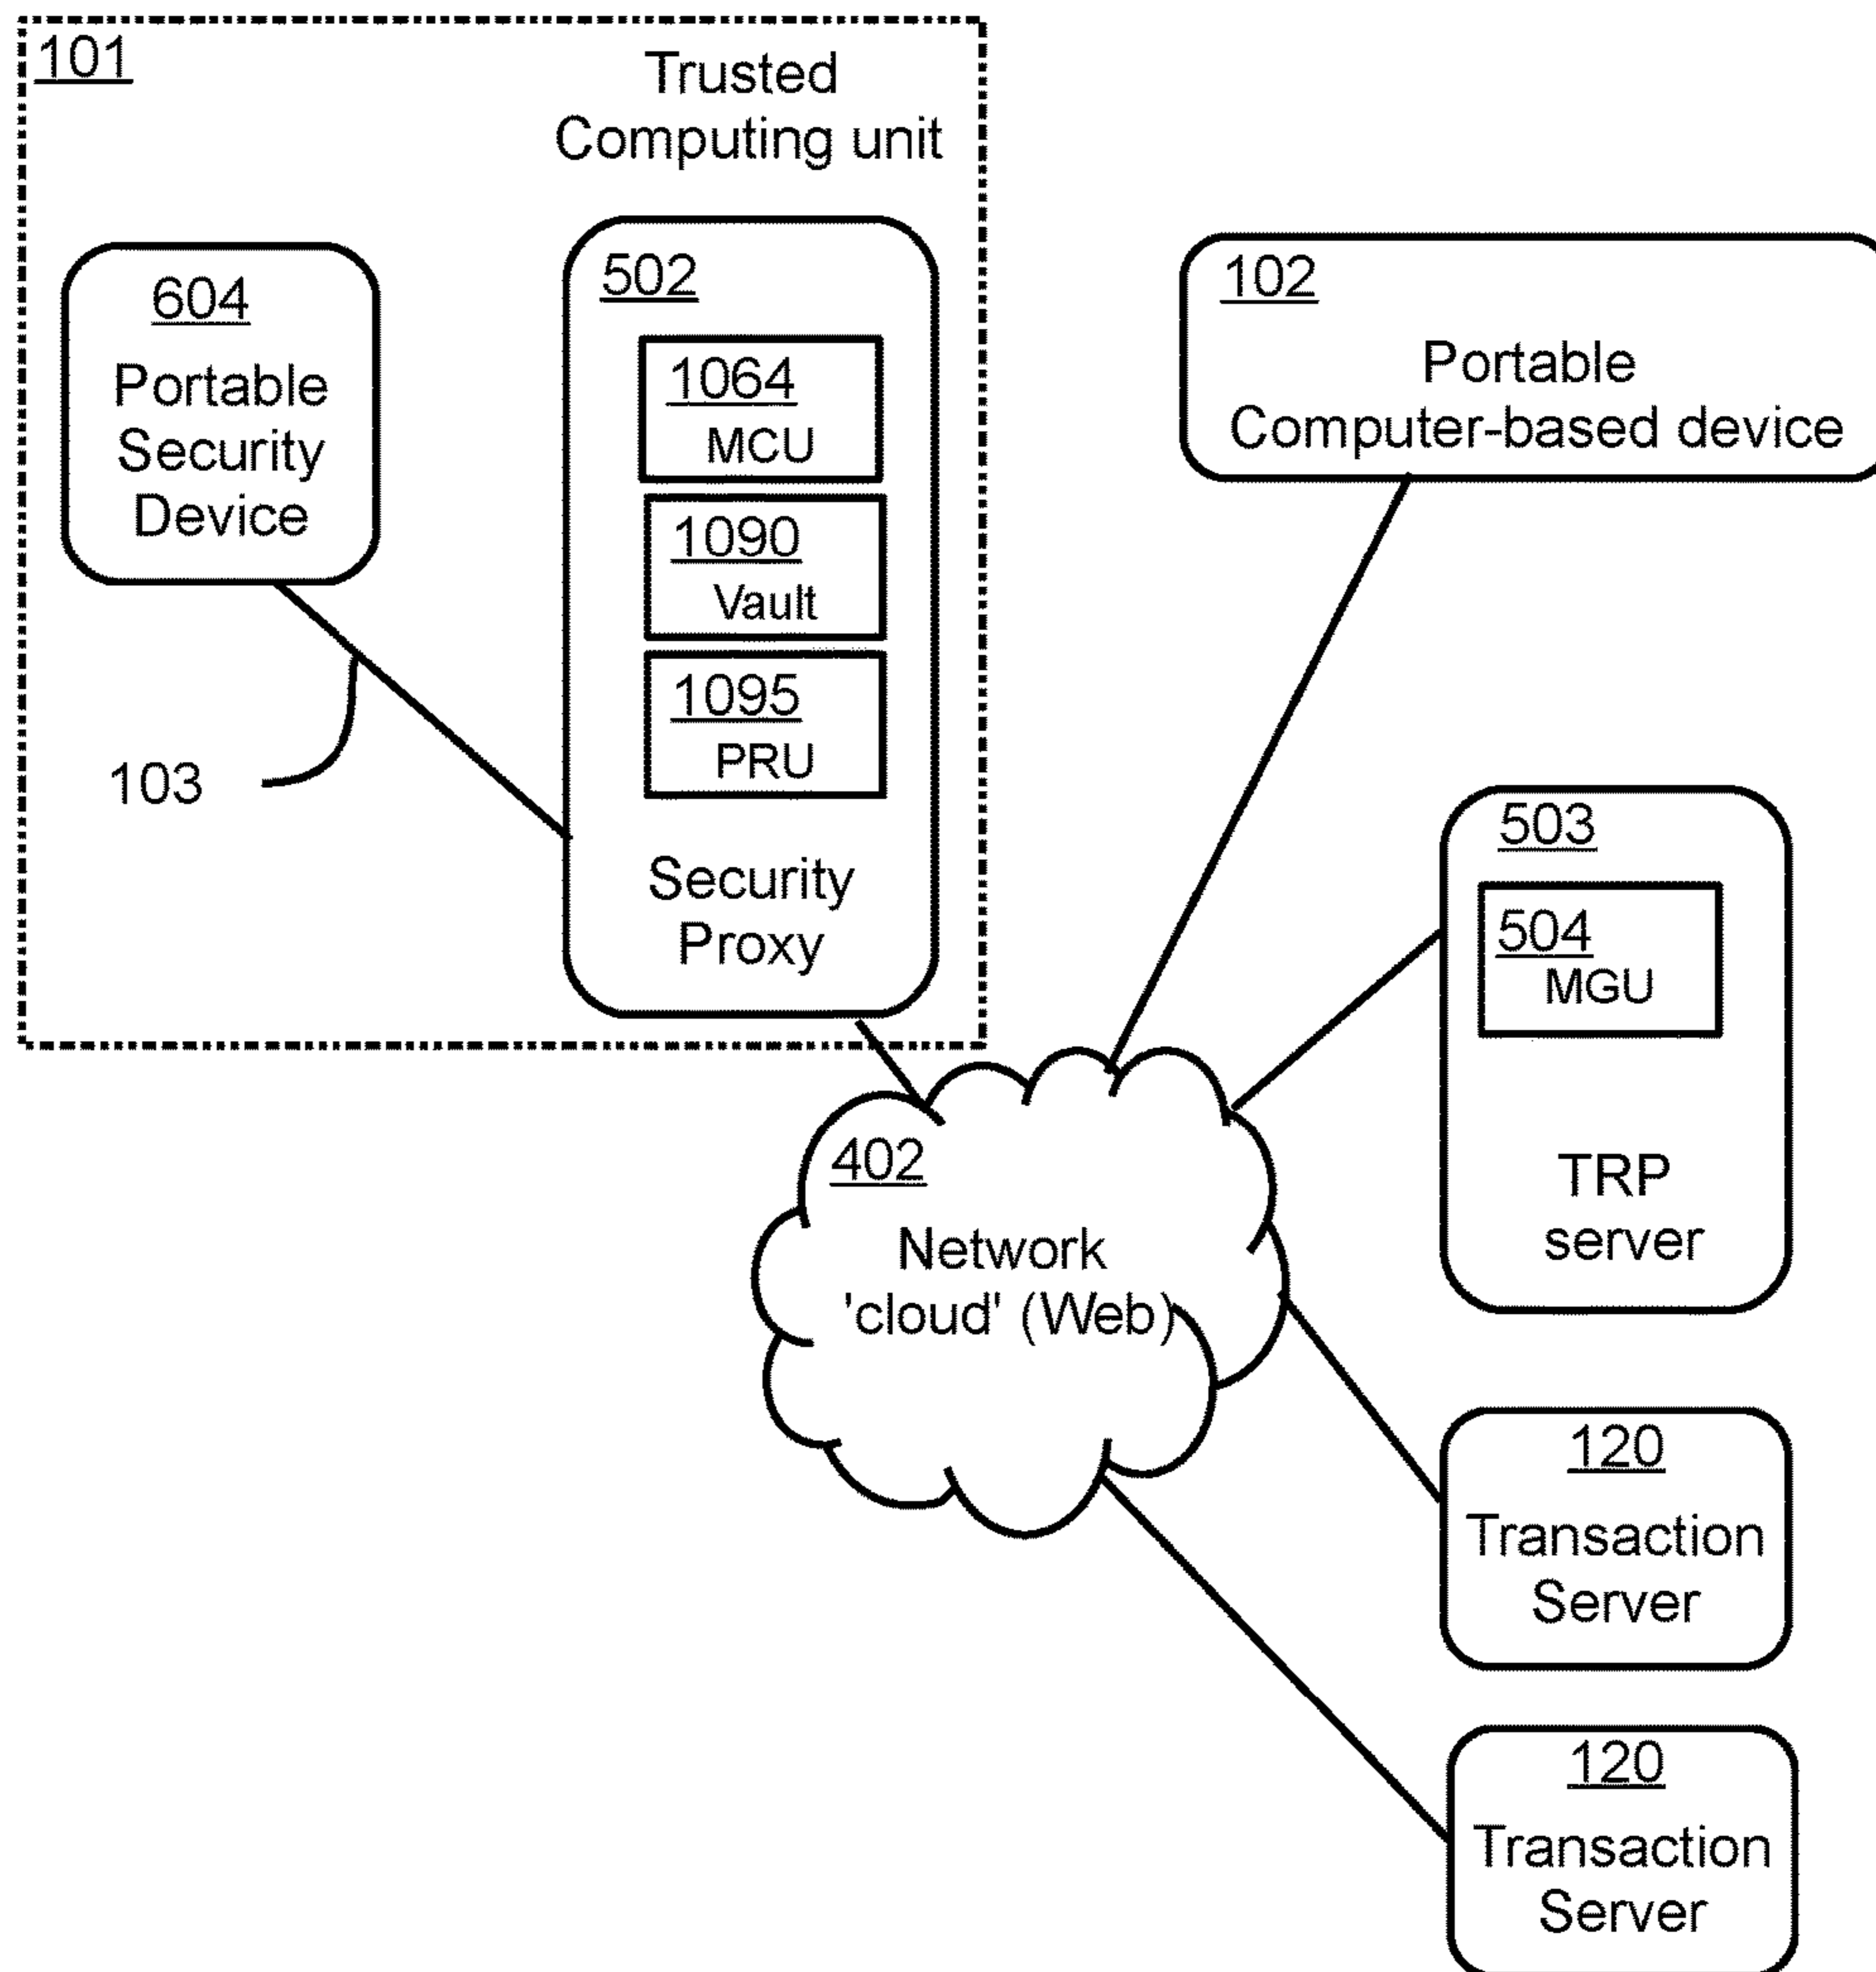 101
Trusted
Computing unit
604
Portable
Security
Device
502
1064
MCU
1090
Vault
1095
PRU
Security
Proxy
103
102
Portable
Computer-based device
503
504
MGU
TRP
server
402
Network
'cloud' (Web)
120
Transaction
Server
120
Transaction
Server